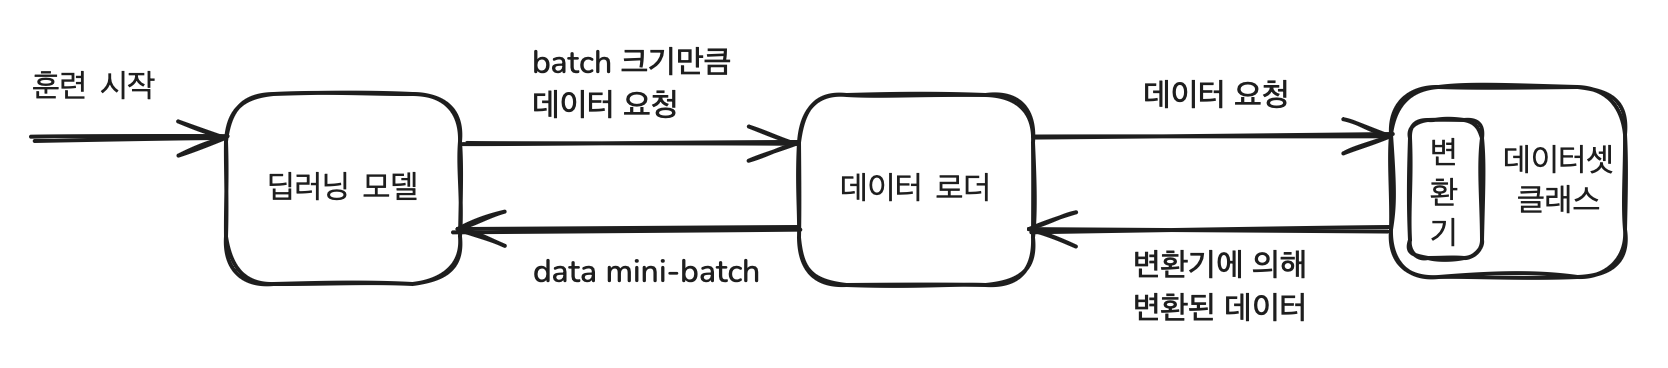 훈련 시작
batch 크기만큼
데이터 요청
데이터 요청
딥러닝 모델
데이터 로더
변
환
기
데이터셋
클래스
data mini-batch
변환기에 의해
변환된 데이터